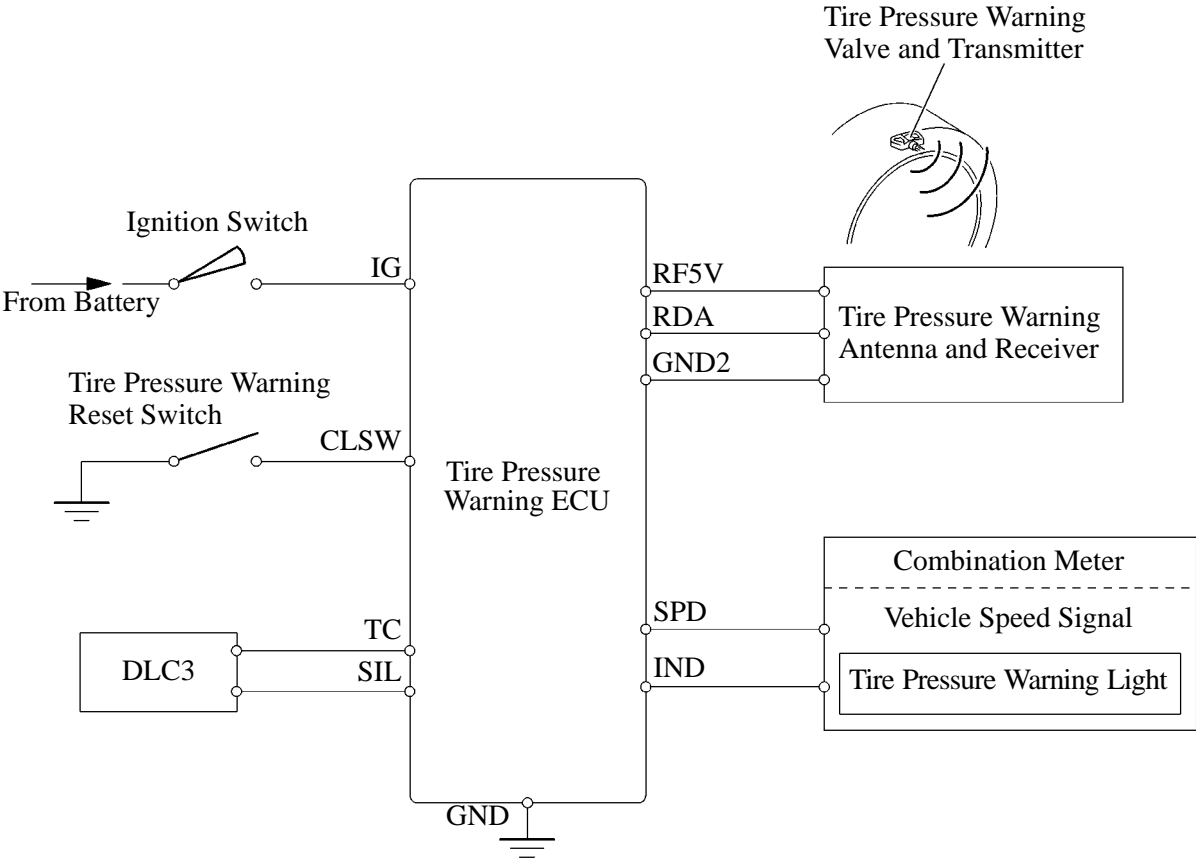 Tire Pressure Warning
Valve and Transmitter
Ignition Switch
IG
From Battery
RF5V
RDA
GND2
Tire Pressure Warning
Antenna and Receiver
Tire Pressure Warning
Reset Switch
CLSW
Tire Pressure
Warning ECU
Combination Meter
SPD
Vehicle Speed Signal
IND
Tire Pressure Warning Light
TC
DLC3
SIL
GND